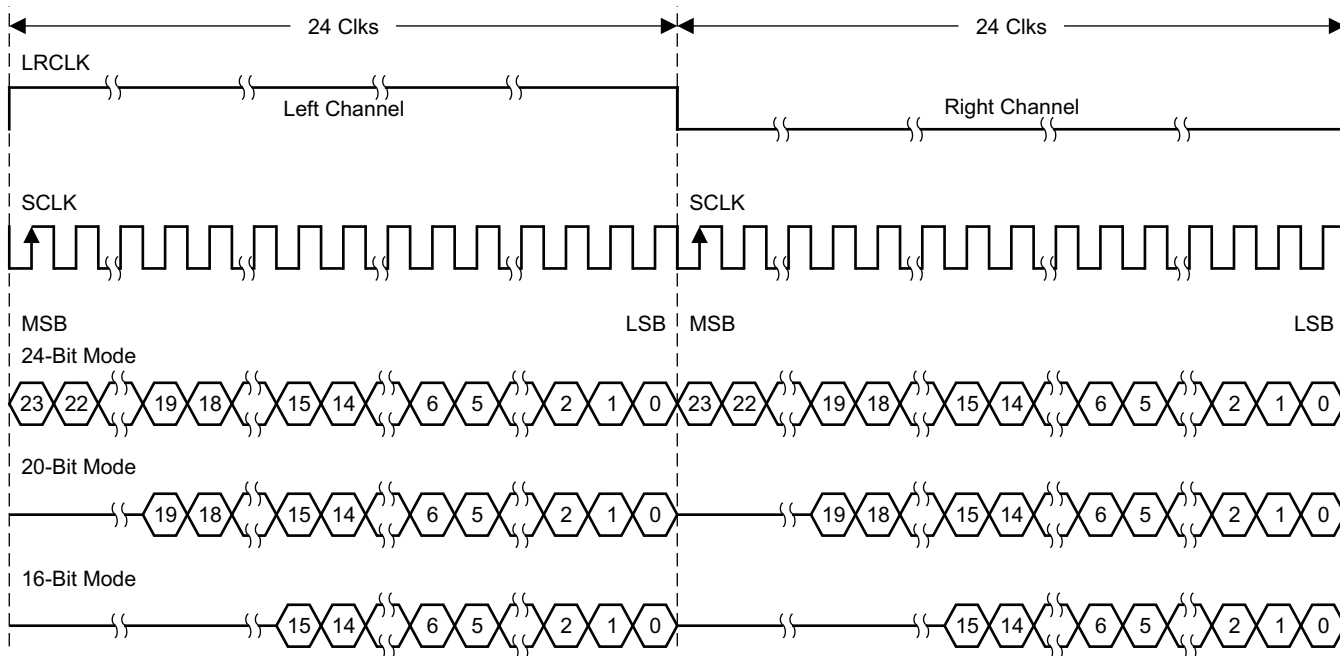 24 Clks 24 Clks
LRCLK
Left Channel Right Channel
SCLK SCLK
MSB LSB MSB LSB
24-Bit Mode
23 22 19 18 15 14 6 5 2 1 0 23 22 19 18 15 14 6 5 2 1 0
20-Bit Mode
19 18 15 14 6 5 2 1 0 19 18 15 14 6 5 2 1 0
16-Bit Mode
15 14 6 5 2 1 0 15 14 6 5 2 1 0